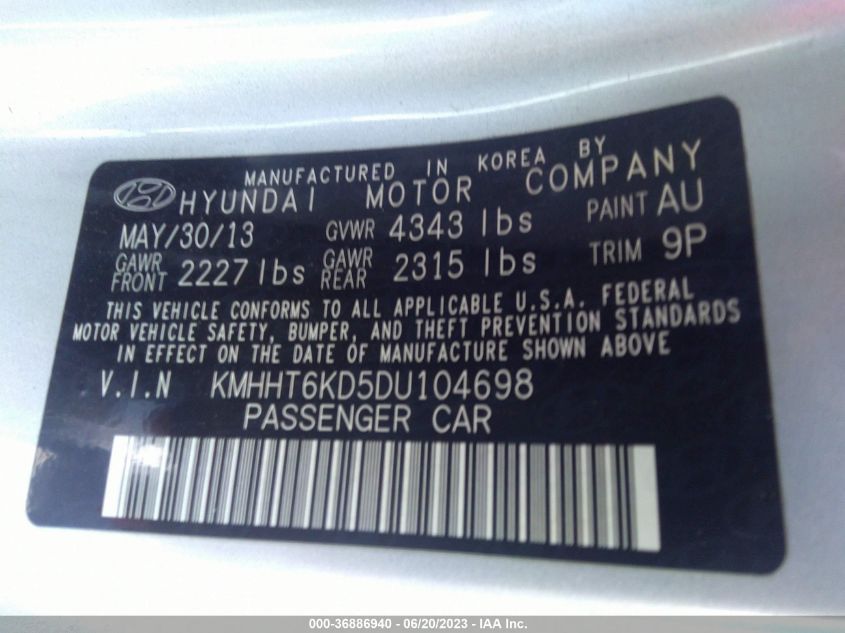 MANUFACTURED IN KOREA BY
HYUNDAI MOTOR COMPANY
MAY/30/13 GVWR 4343 lbs PAINT AU
GAWR FRONT 2227 lbs GAWR REAR 2315 lbs TRIM 9P
THIS VEHICLE CONFORMS TO ALL APPLICABLE U.S.A. FEDERAL
MOTOR VEHICLE SAFETY, BUMPER, AND THEFT PREVENTION STANDARDS
IN EFFECT ON THE DATE OF MANUFACTURE SHOWN ABOVE
V.I.N KMHHT6KD5DU104698
PASSENGER CAR
000-36886940 - 06/20/2023 - IAA Inc.